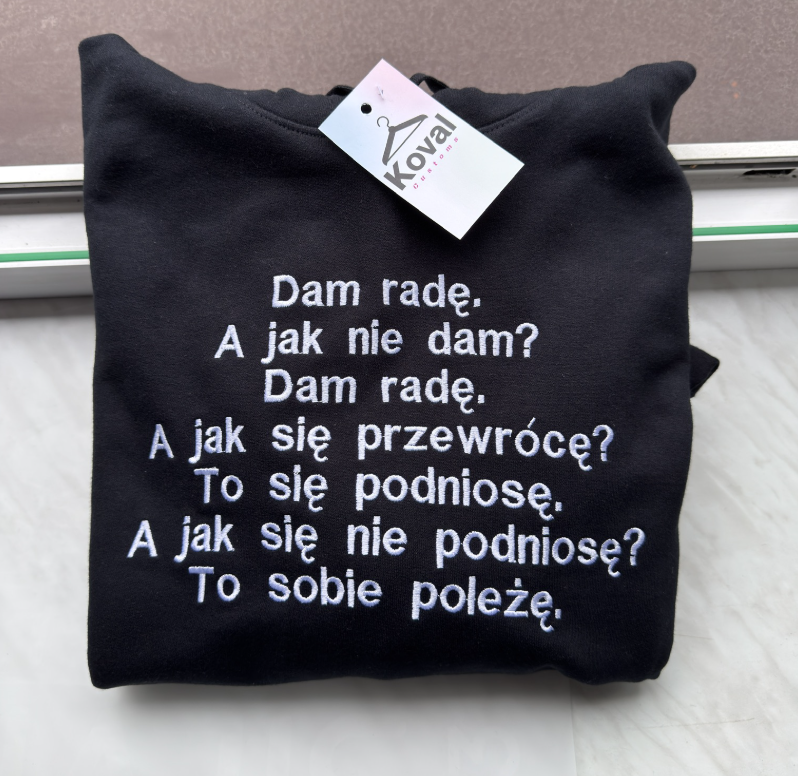 Koval
customs
Dam radę.
A jak nie dam?
Dam radę.
A jak się przewrócę?
To się podniosę.
A jak się nie podniosę?
To sobie poleżę.